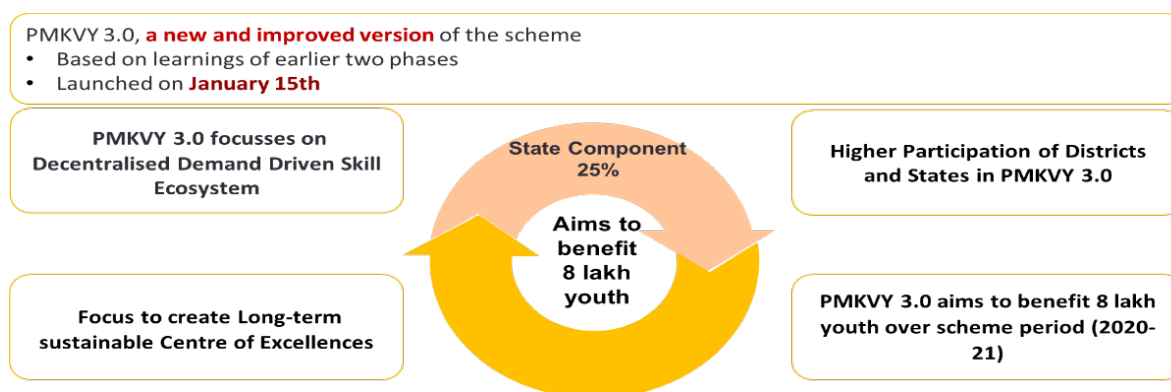 PMKVY 3.0, a new and improved version of the scheme
• Based on learnings of earlier two phases
• Launched on January 15th
PMKVY 3.0 focusses on
Decentralised Demand Driven Skill
Ecosystem
State Component
25%
Higher Participation of Districts
and States in PMKVY 3.0
Aims to
benefit
8 lakh
youth
Focus to create Long-term
sustainable Centre of Excellences
PMKVY 3.0 aims to benefit 8 lakh
youth over scheme period (2020-
21)